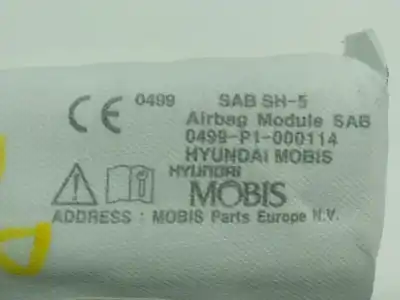 CE 0499 SAB SH-5
Airbag Module SAB
0499-P1-000114
HYUNDAI MOBIS
HYUNDAI
MOBIS
ADDRESS : MOBIS Parts Europe N.V.